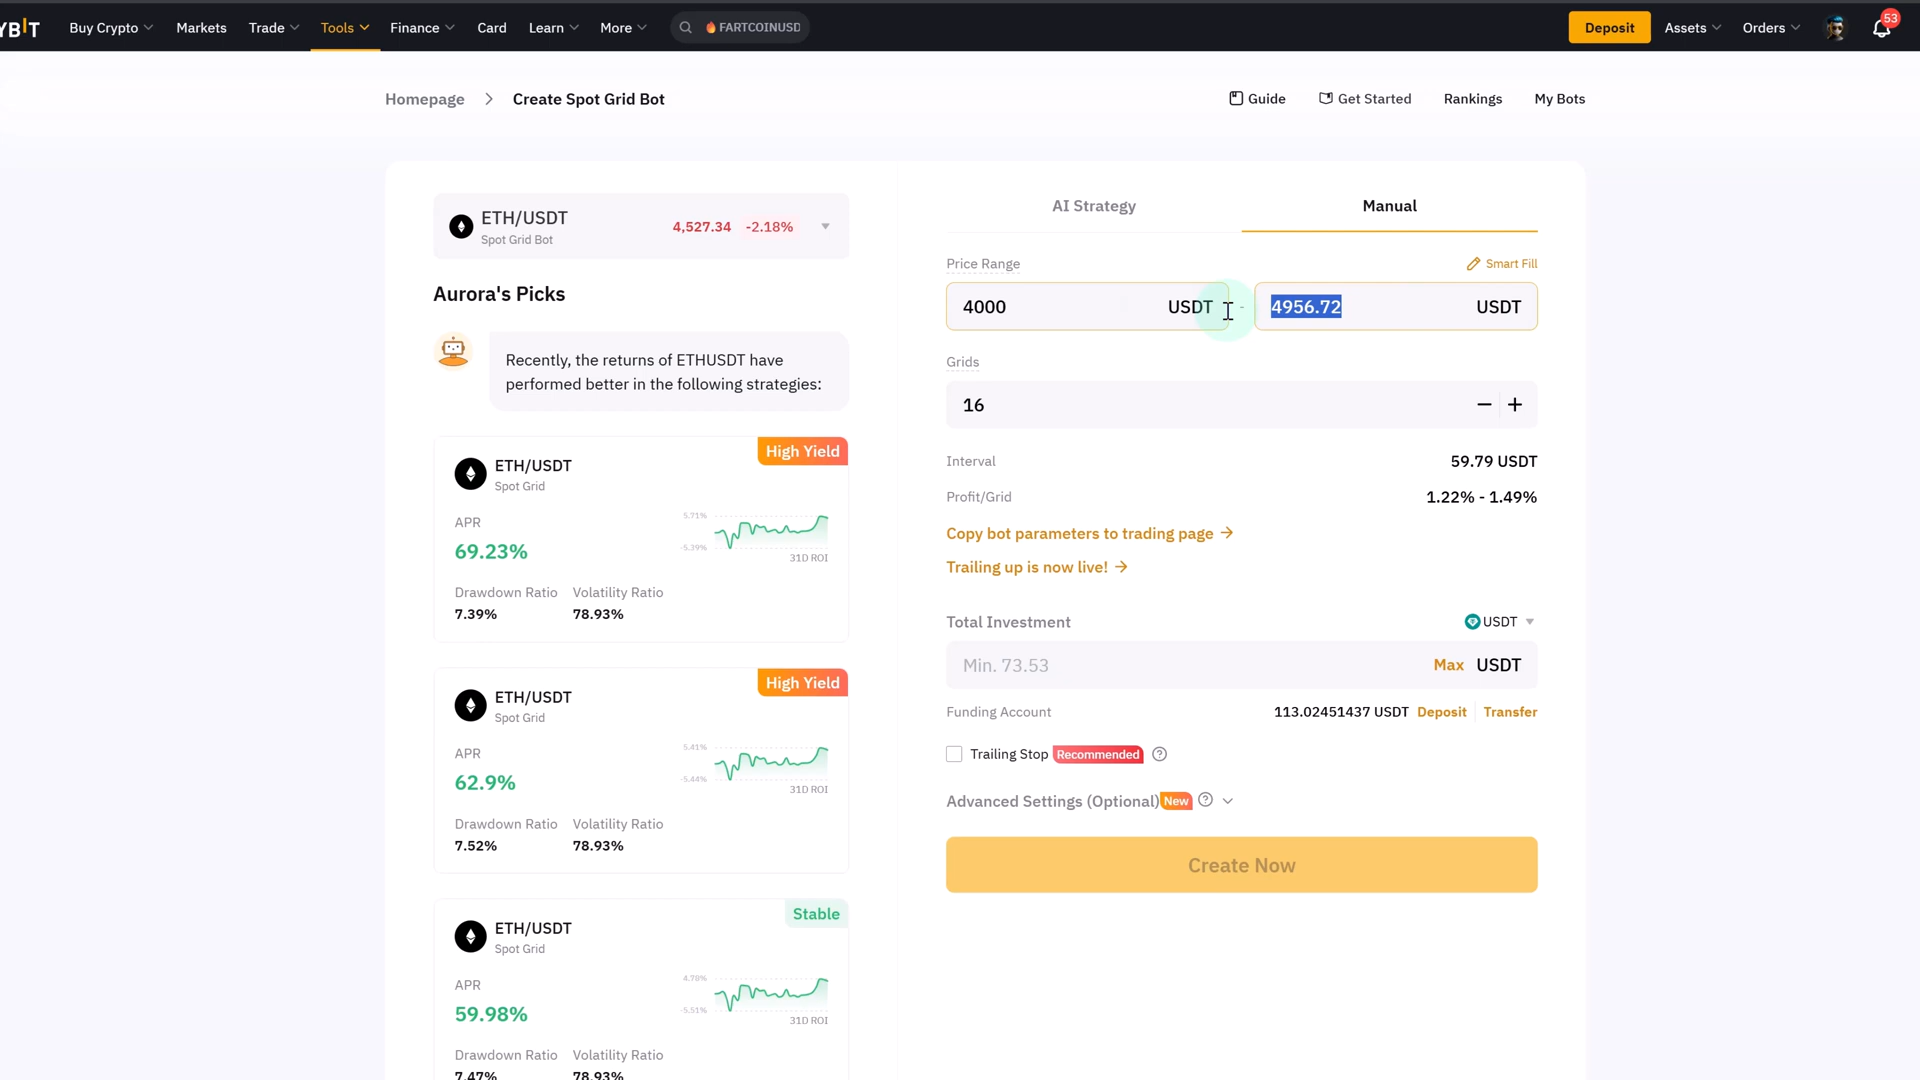 YBIT Buy Crypto Markets Trade Tools Finance Card Learn More FARTCOINUSD Deposit Assets Orders 53
Homepage > Create Spot Grid Bot Guide Get Started Rankings My Bots
ETH/USDT
Spot Grid Bot
4,527.34 -2.18%
Aurora's Picks
Recently, the returns of ETHUSDT have
performed better in the following strategies:
High Yield
ETH/USDT
Spot Grid
APR
69.23%
5.71%
-5.39%
31D ROI
Drawdown Ratio Volatility Ratio
7.39% 78.93%
High Yield
ETH/USDT
Spot Grid
APR
62.9%
5.41%
-5.44%
31D ROI
Drawdown Ratio Volatility Ratio
7.52% 78.93%
Stable
ETH/USDT
Spot Grid
APR
59.98%
4.78%
-5.51%
31D ROI
Drawdown Ratio Volatility Ratio
7.47% 78.93%
AI Strategy Manual
Price Range Smart Fill
4000 USDT - 4956.72 USDT
Grids
16 − +
Interval 59.79 USDT
Profit/Grid 1.22% - 1.49%
Copy bot parameters to trading page →
Trailing up is now live! →
Total Investment USDT
Min. 73.53 Max USDT
Funding Account 113.02451437 USDT Deposit Transfer
Trailing Stop Recommended ?
Advanced Settings (Optional) New ?
Create Now